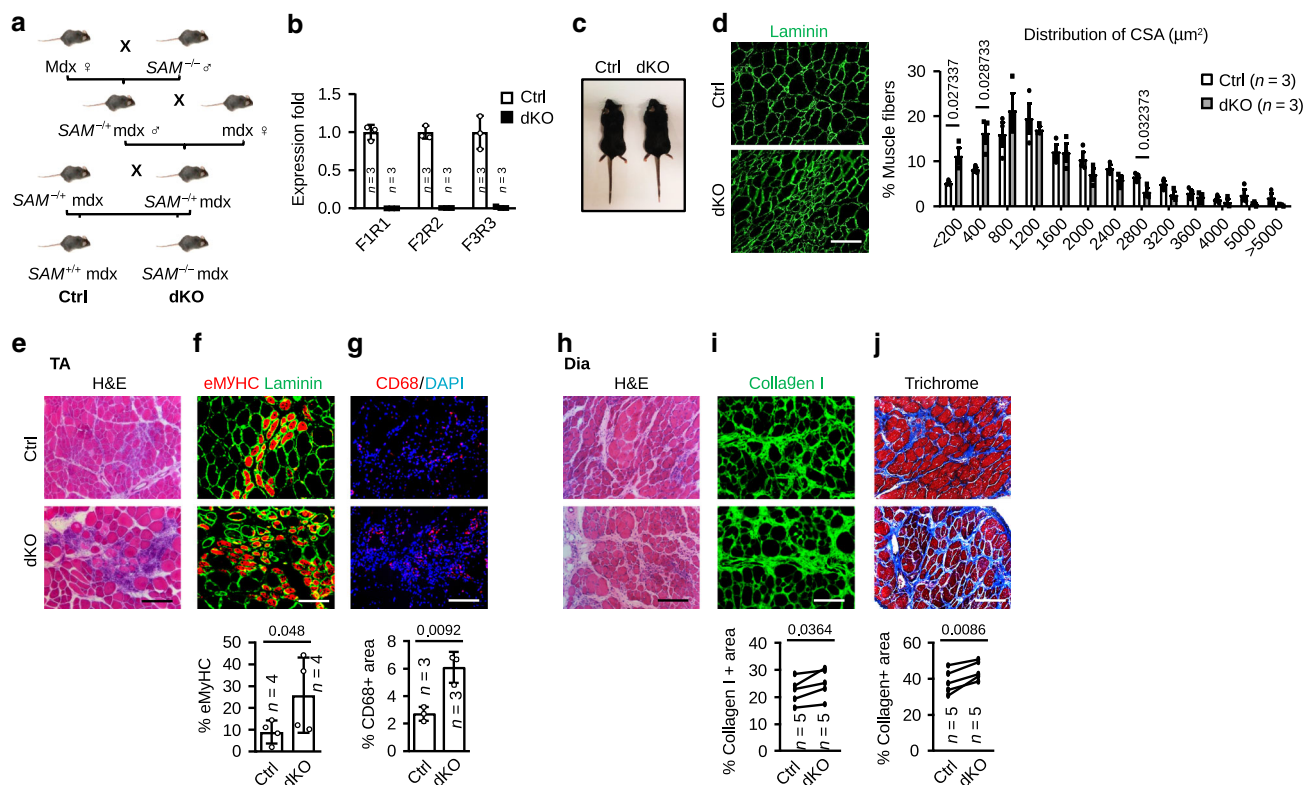 a
X
Mdx ♀
SAM–/– ♂
X
SAM–/+ mdx ♂
mdx ♀
X
SAM–/+ mdx
SAM–/+ mdx
SAM+/+ mdx
SAM–/– mdx
Ctrl
dKO
b
Expression fold
1.5
1.0
0.5
0.0
Ctrl
dKO
n = 3
n = 3
n = 3
n = 3
n = 3
n = 3
F1R1
F2R2
F3R3
c
Ctrl dKO
d
Laminin
Ctrl
dKO
Distribution of CSA (µm²)
% Muscle fibers
30
20
10
0
0.027337
0.028733
0.032373
Ctrl (n = 3)
dKO (n = 3)
<200
400
800
1200
1600
2000
2400
2800
3200
3600
4000
5000
>5000
e
TA
H&E
Ctrl
dKO
f
eMYHC Laminin
0.048
% eMyHC
50
40
30
20
10
0
n = 4
n = 4
Ctrl
dKO
g
CD68/DAPI
0.0092
% CD68+ area
8
6
4
2
0
n = 3
n = 3
Ctrl
dKO
h
Dia
H&E
Ctrl
dKO
i
Collagen I
0.0364
% Collagen I + area
40
30
20
10
0
n = 5
n = 5
Ctrl
dKO
j
Trichrome
0.0086
% Collagen+ area
60
40
20
0
n = 5
n = 5
Ctrl
dKO